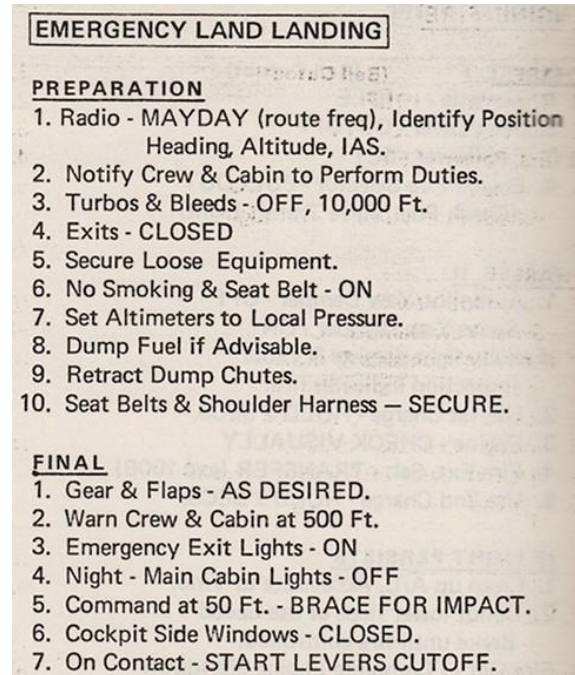 EMERGENCY LAND LANDING
PREPARATION
1. Radio - MAYDAY (route freq), Identify Position
Heading, Altitude, IAS.
2. Notify Crew & Cabin to Perform Duties.
3. Turbos & Bleeds - OFF, 10,000 Ft.
4. Exits - CLOSED
5. Secure Loose Equipment.
6. No Smoking & Seat Belt - ON
7. Set Altimeters to Local Pressure.
8. Dump Fuel if Advisable.
9. Retract Dump Chutes.
10. Seat Belts & Shoulder Harness — SECURE.
FINAL
1. Gear & Flaps - AS DESIRED.
2. Warn Crew & Cabin at 500 Ft.
3. Emergency Exit Lights - ON
4. Night - Main Cabin Lights - OFF
5. Command at 50 Ft. - BRACE FOR IMPACT.
6. Cockpit Side Windows - CLOSED.
7. On Contact - START LEVERS CUTOFF.